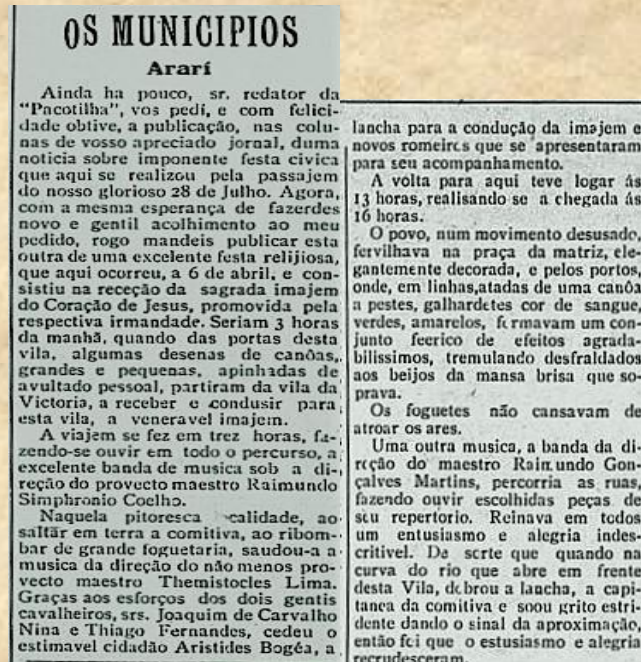 OS MUNICIPIOS
Ararí
Ainda ha pouco, sr. redator da
"Pacotilha", vos pedí, e com felici-
dade obtive, a publicação, nas colu-
nas de vosso apreciado jornal, duma
noticia sobre imponente festa civica
que aqui se realizou pela passajem
do nosso glorioso 28 de Julho. Agora,
com a mesma esperança de fazerdes
novo e gentil acolhimento ao meu
pedido, rogo mandeis publicar esta
outra de uma excelente festa relijiosa,
que aqui ocorreu, a 6 de abril, e con-
sistiu na receção da sagrada imajem
do Coração de Jesus, promovida pela
respectiva irmandade. Seriam 3 horas
da manhã, quando das portas desta
vila, algumas desenas de canôas,
grandes e pequenas, apinhadas de
avultado pessoal, partiram da vila da
Victoria, a receber e condusir para
esta vila, a veneravel imajem.
A viajem se fez em trez horas, fa-
zendo-se ouvir em todo o percurso, a
excelente banda de musica sob a di-
reção do provecto maestro Raimundo
Simphronio Coelho.
Naquela pitoresca calidade, ao
saltar em terra a comitiva, ao ribom-
bar de grande foguetaria, saudou-a a
musica da direção do não menos pro-
vecto maestro Themistocles Lima.
Graças aos esforços dos dois gentis
cavalheiros, srs. Joaquim de Carvalho
Nina e Thiago Fernandes, cedeu o
estimavel cidadão Aristides Bogéa, a
lancha para a condução da imajem e
novos romeircs que se apresentaram
para seu acompanhamento.
A volta para aqui teve logar ás
13 horas, realisando se a chegada ás
16 horas.
O povo, num movimento desusado,
fervilhava na praça da matriz, ele-
gantemente decorada, e pelos portos,
onde, em linhas,atadas de uma canôa
a pestes, galhardetes cor de sangue,
verdes, amarelos, fermavam um con
junto feerico de efeitos agrada-
bilissimos, tremulando desfraldados
aos beijos da mansa brisa que so-
prava.
Os foguetes não cansavam de
atroar os ares.
Uma outra musica, a banda da di-
reção do maestro Raimundo Gon-
çalves Martins, percorria as ruas,
fazendo ouvir escolhidas peças de
seu repertorio. Reinava em todos
um entusiasmo e alegria indes-
critivel. De sorte que quando na
curva do rio que abre em frente
desta Vila, dobrou a lancha, a capi-
tanea da comitiva e soou grito estri-
dente dando o sinal da aproximação,
então foi que o estusiasmo e alegria
recrudesceram.